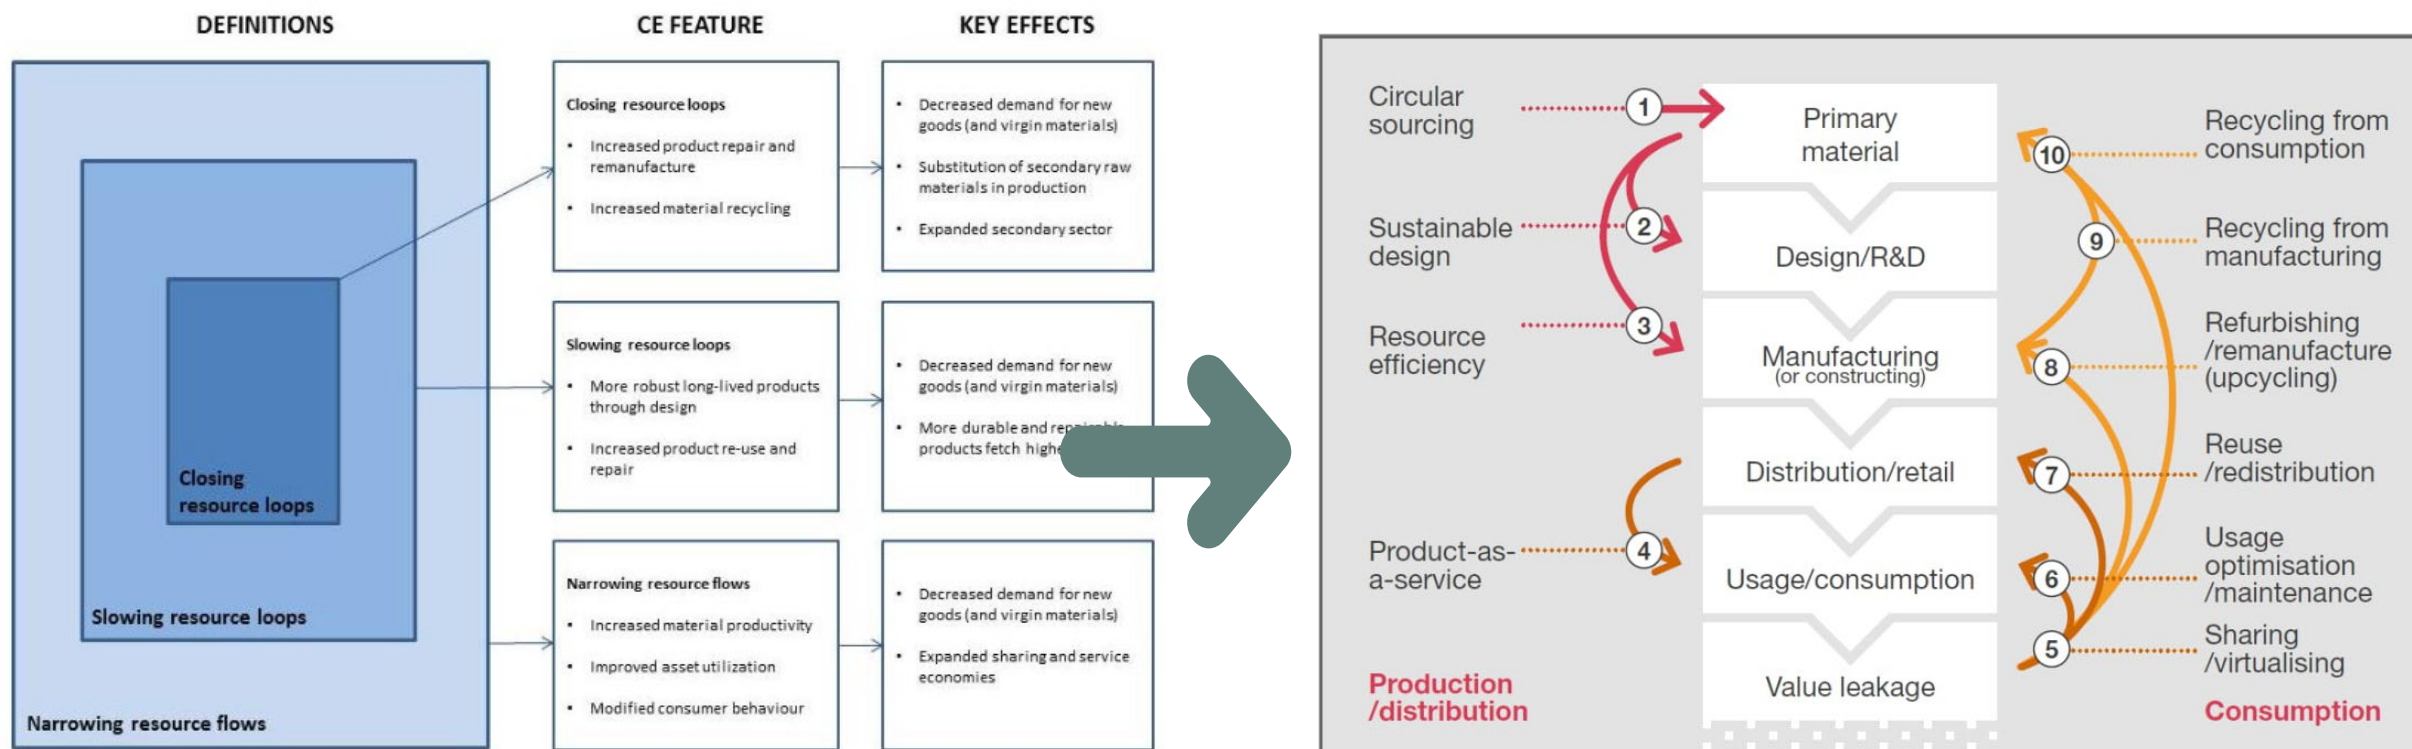 DEFINITIONS
Closing
resource loops
Slowing resource loops
Narrowing resource flows
CE FEATURE
Closing resource loops
• Increased product repair and
remanufacture
• Increased material recycling
Slowing resource loops
• More robust long-lived products
through design
• Increased product re-use and
repair
Narrowing resource flows
• Increased material productivity
• Improved asset utilization
• Modified consumer behaviour
KEY EFFECTS
• Decreased demand for new
goods (and virgin materials)
• Substitution of secondary raw
materials in production
• Expanded secondary sector
• Decreased demand for new
goods (and virgin materials)
• More durable and
products fetch
• Decreased demand for new
goods (and virgin materials)
• Expanded sharing and service
economies
Circular
sourcing
1
Sustainable
design
2
Resource
efficiency
3
Product-as-
a-service
4
Production
/distribution
Primary
material
Design/R&D
Manufacturing
(or constructing)
Distribution/retail
Usage/consumption
Value leakage
10
Recycling from
consumption
9
Recycling from
manufacturing
8
Refurbishing
/remanufacture
(upcycling)
7
Reuse
/redistribution
6
Usage
optimisation
/maintenance
5
Sharing
/virtualising
Consumption